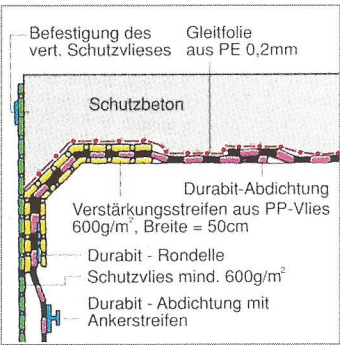 Befestigung des
vert. Schutzvlieses
Gleitfolie
aus PE 0,2mm
Schutzbeton
Durabit-Abdichtung
Verstärkungsstreifen aus PP-Vlies
600g/m², Breite = 50cm
Durabit - Rondelle
Schutzvlies mind. 600g/m²
Durabit - Abdichtung mit
Ankerstreifen